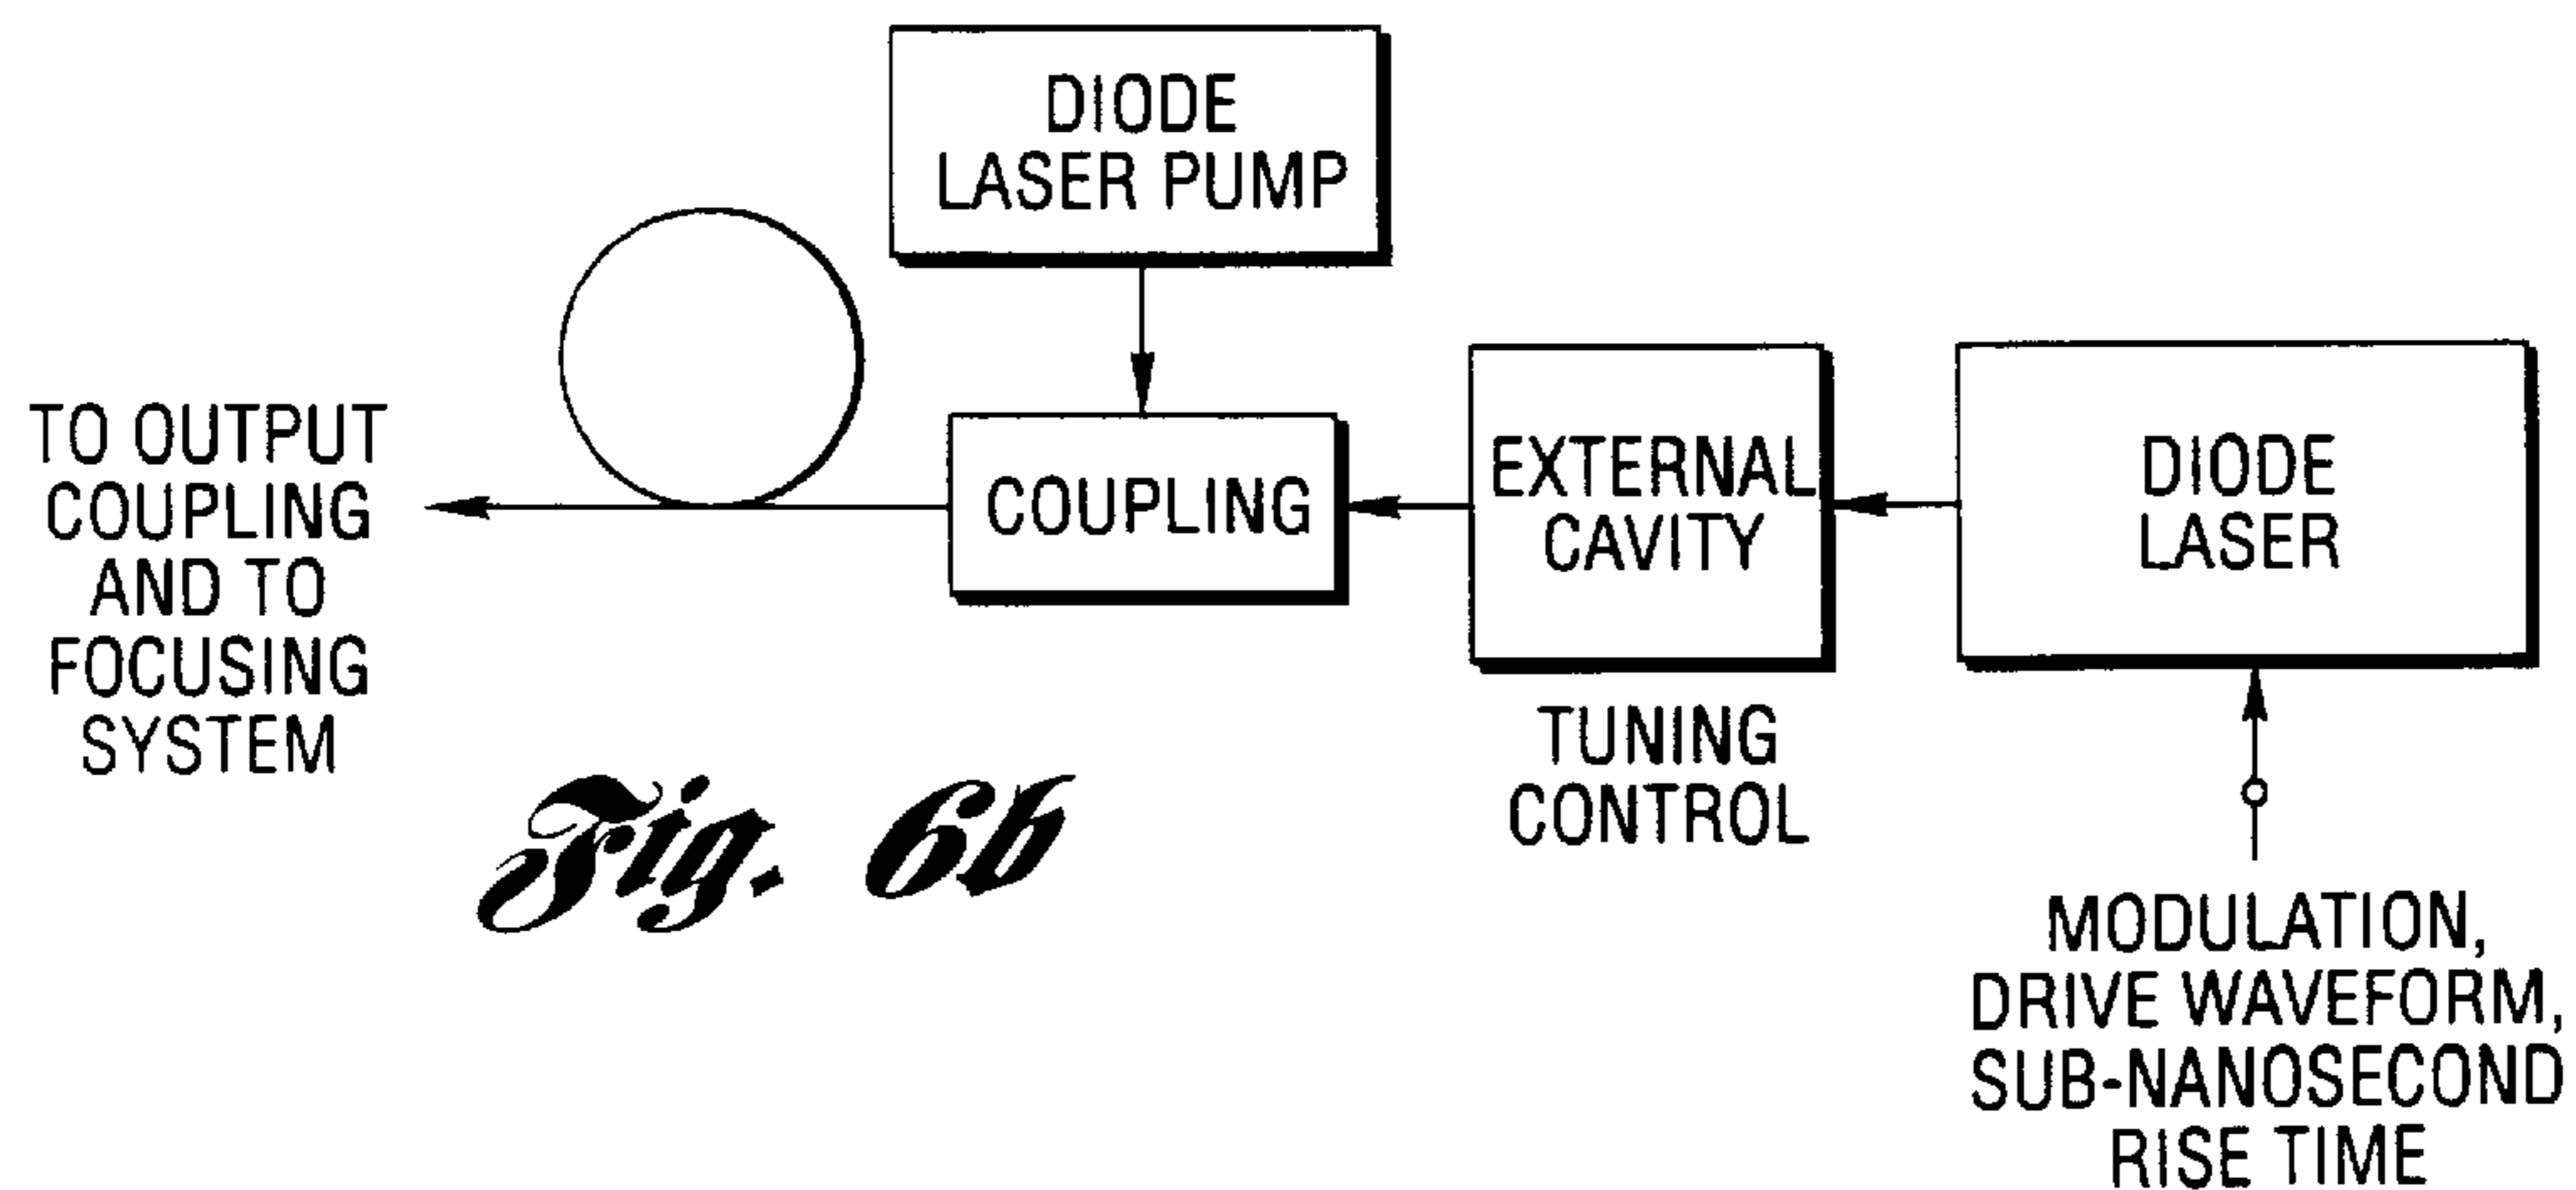 DIODE
LASER PUMP
TO OUTPUT
COUPLING
AND TO
FOCUSING
SYSTEM
COUPLING
EXTERNAL
CAVITY
DIODE
LASER
TUNING
CONTROL
MODULATION,
DRIVE WAVEFORM,
SUB-NANOSECOND
RISE TIME
Fig. 6b